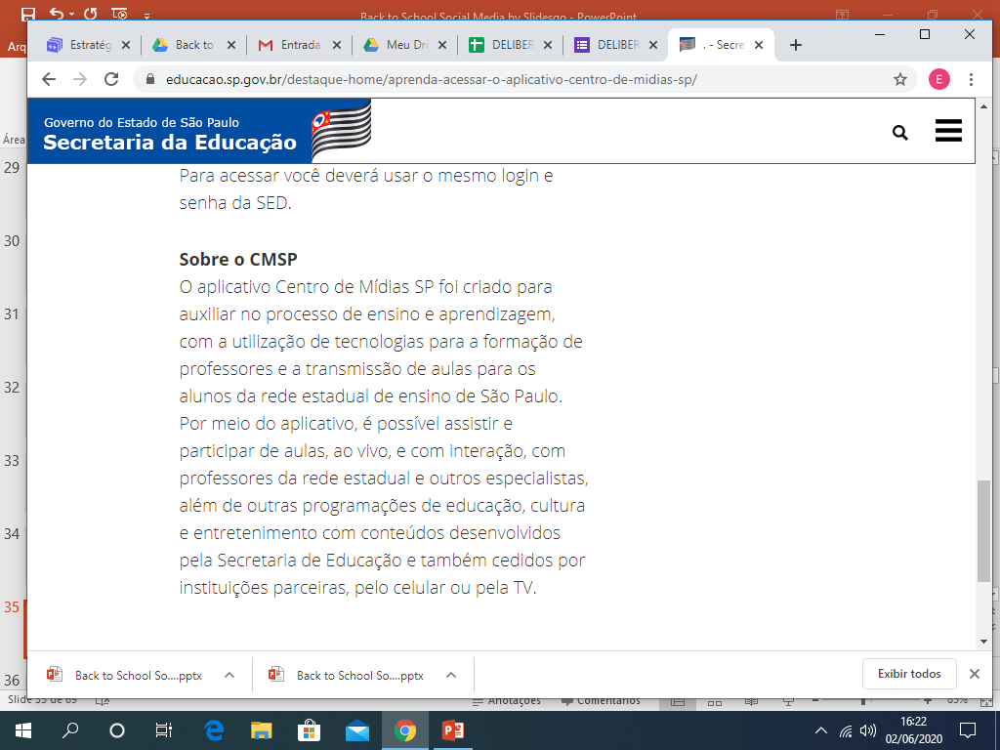 Back to School Social Media by Slidesgo - PowerPoint
Arq
Estratég
Back to
Entrada
Meu Dri
DELIBER
DELIBER
. - Secre
educacao.sp.gov.br/destaque-home/aprenda-acessar-o-aplicativo-centro-de-midias-sp/
E
Governo do Estado de São Paulo
Secretaria da Educação
Área
Para acessar você deverá usar o mesmo login e
senha da SED.
Sobre o CMSP
O aplicativo Centro de Mídias SP foi criado para
auxiliar no processo de ensino e aprendizagem,
com a utilização de tecnologias para a formação de
professores e a transmissão de aulas para os
alunos da rede estadual de ensino de São Paulo.
Por meio do aplicativo, é possível assistir e
participar de aulas, ao vivo, e com interação, com
professores da rede estadual e outros especialistas,
além de outras programações de educação, cultura
e entretenimento com conteúdos desenvolvidos
pela Secretaria de Educação e também cedidos por
instituições parceiras, pelo celular ou pela TV.
29
30
31
32
33
34
35
36
Back to School So....pptx
Back to School So....pptx
Exibir todos
Slide 35 de 69
Anotações
Comentários
85%
16:22
02/06/2020